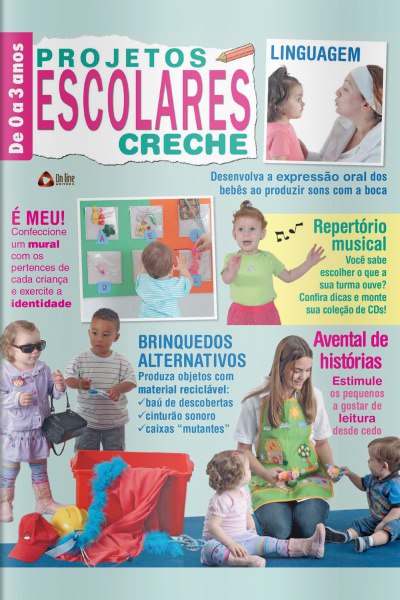 De 0 a 3 anos
PROJETOS
ESCOLARES
CRECHE
On line
EDITORA
LINGUAGEM
Desenvolva a expressão oral dos
bebês ao produzir sons com a boca
É MEU!
Confeccione
um mural
com os
pertences de
cada criança
e exercite a
identidade
Repertório
musical
Você sabe
escolher o que a
sua turma ouve?
Confira dicas e monte
sua coleção de CDs!
BRINQUEDOS
ALTERNATIVOS
Produza objetos com
material reciclável:
✓baú de descobertas
✓cinturão sonoro
✓caixas “mutantes”
Avental de
histórias
Estimule
os pequenos
a gostar de
leitura
desde cedo